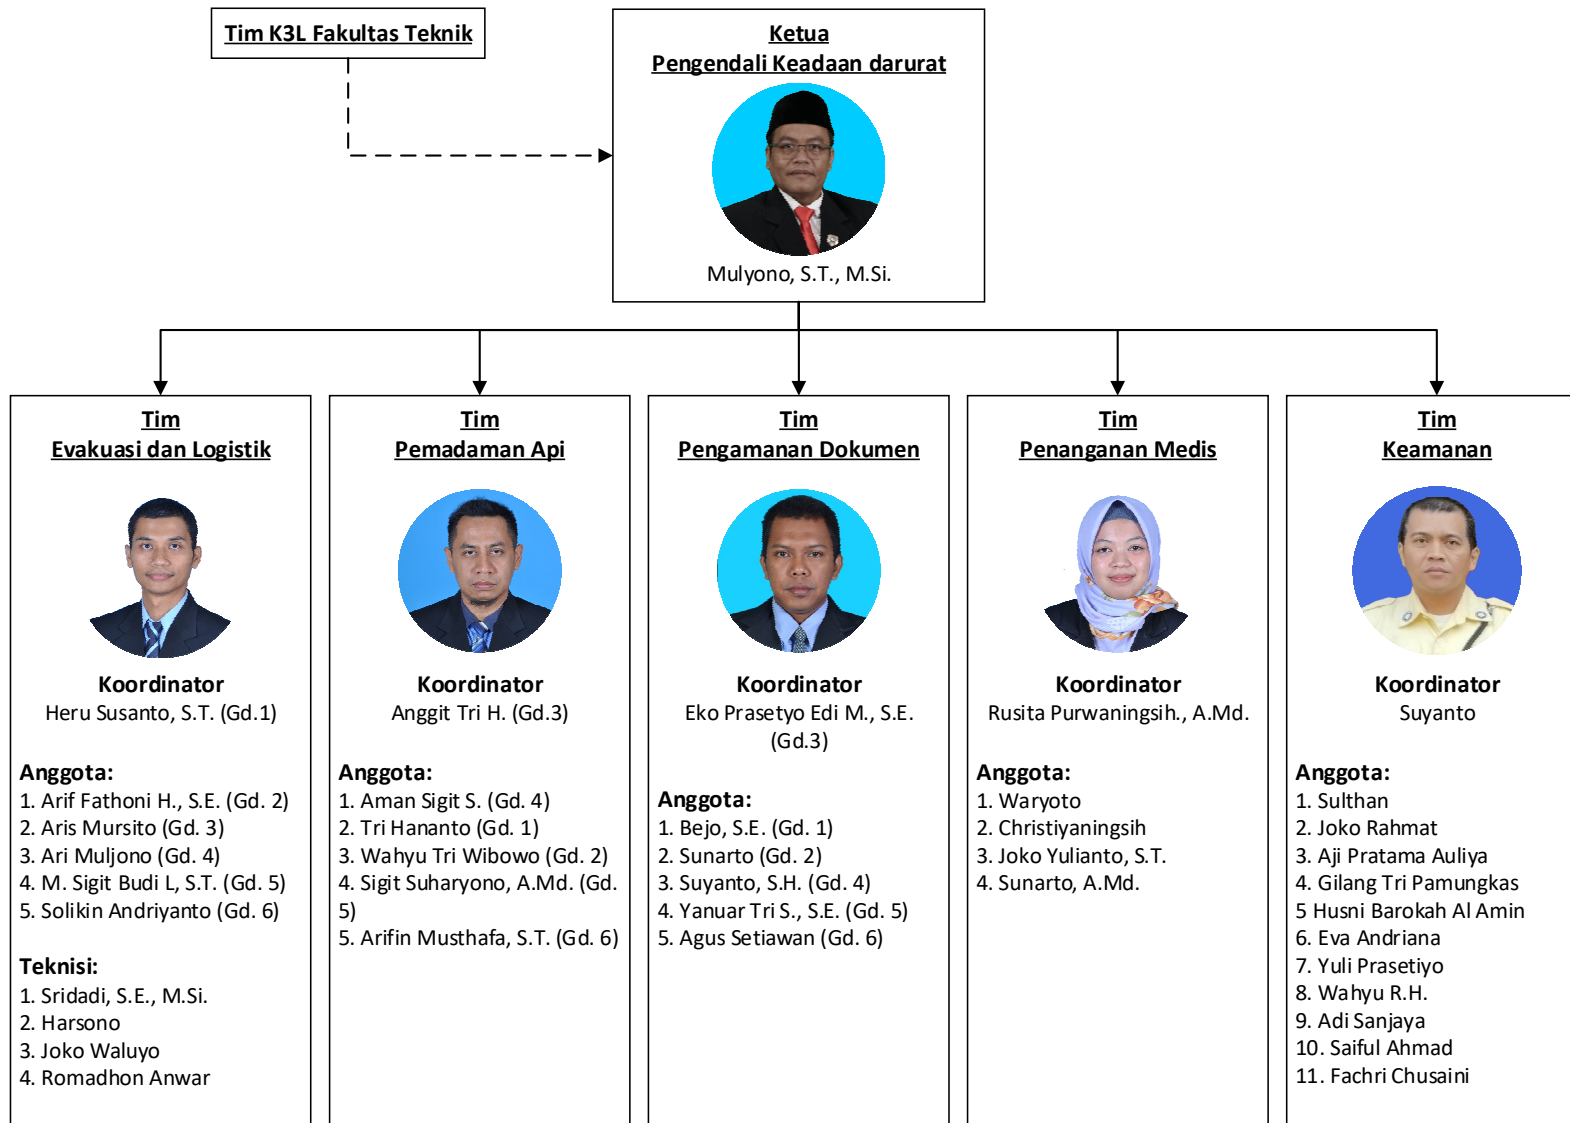 Tim K3L Fakultas Teknik
Ketua
Pengendali Keadaan darurat
Mulyono, S.T., M.Si.
Tim
Evakuasi dan Logistik
Koordinator
Heru Susanto, S.T. (Gd.1)
Anggota:
1. Arif Fathoni H., S.E. (Gd. 2)
2. Aris Mursito (Gd. 3)
3. Ari Muljono (Gd. 4)
4. M. Sigit Budi L, S.T. (Gd. 5)
5. Solikin Andriyanto (Gd. 6)
Teknisi:
1. Sridadi, S.E., M.Si.
2. Harsono
3. Joko Waluyo
4. Romadhon Anwar
Tim
Pemadaman Api
Koordinator
Anggit Tri H. (Gd.3)
Anggota:
1. Aman Sigit S. (Gd. 4)
2. Tri Hananto (Gd. 1)
3. Wahyu Tri Wibowo (Gd. 2)
4. Sigit Suharyono, A.Md. (Gd.
5)
5. Arifin Musthafa, S.T. (Gd. 6)
Tim
Pengamanan Dokumen
Koordinator
Eko Prasetyo Edi M., S.E.
(Gd.3)
Anggota:
1. Bejo, S.E. (Gd. 1)
2. Sunarto (Gd. 2)
3. Suyanto, S.H. (Gd. 4)
4. Yanuar Tri S., S.E. (Gd. 5)
5. Agus Setiawan (Gd. 6)
Tim
Penanganan Medis
Koordinator
Rusita Purwaningsih., A.Md.
Anggota:
1. Waryoto
2. Christiyaningsih
3. Joko Yulianto, S.T.
4. Sunarto, A.Md.
Tim
Keamanan
Koordinator
Suyanto
Anggota:
1. Sulthan
2. Joko Rahmat
3. Aji Pratama Auliya
4. Gilang Tri Pamungkas
5 Husni Barokah Al Amin
6. Eva Andriana
7. Yuli Prasetiyo
8. Wahyu R.H.
9. Adi Sanjaya
10. Saiful Ahmad
11. Fachri Chusaini